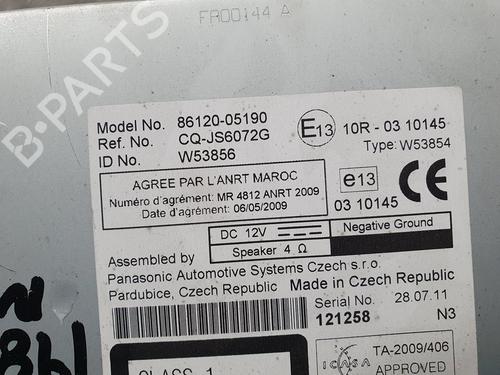 FR00144 A
B-PARTS
Model No. 86120-05190
Ref. No. CQ-JS6072G
ID No. W53856
E13 10R - 03 10145
Type: W53854
AGREE PAR L'ANRT MAROC
Numéro d'agrément: MR 4812 ANRT 2009
Date d'agrément: 06/05/2009
e13
03 10145
CE
DC 12V
Negative Ground
Speaker 4 Ω
Assembled by
Panasonic Automotive Systems Czech s.r.o.
Pardubice, Czech Republic Made in Czech Republic
Serial No. 28.07.11
121258 N3
CLASS 1
ICASA
TA-2009/406
APPROVED